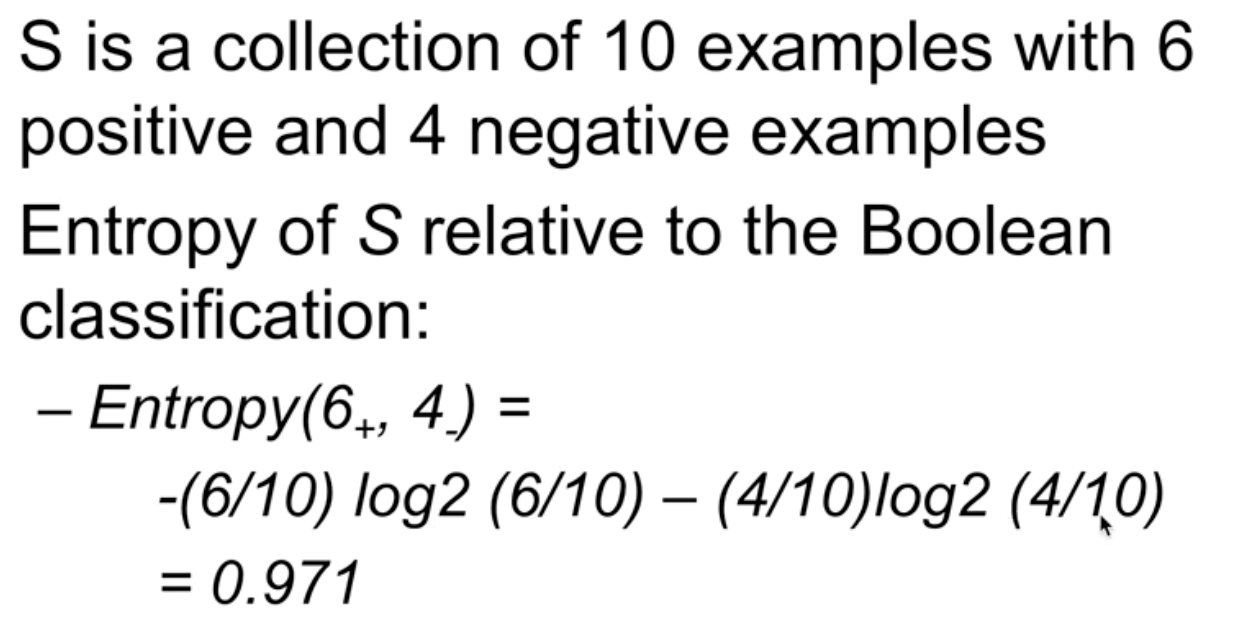 S is a collection of 10 examples with 6
positive and 4 negative examples
Entropy of S relative to the Boolean
classification:
– Entropy(6+, 4-) =
-(6/10) log2 (6/10) – (4/10)log2 (4/10)
= 0.971